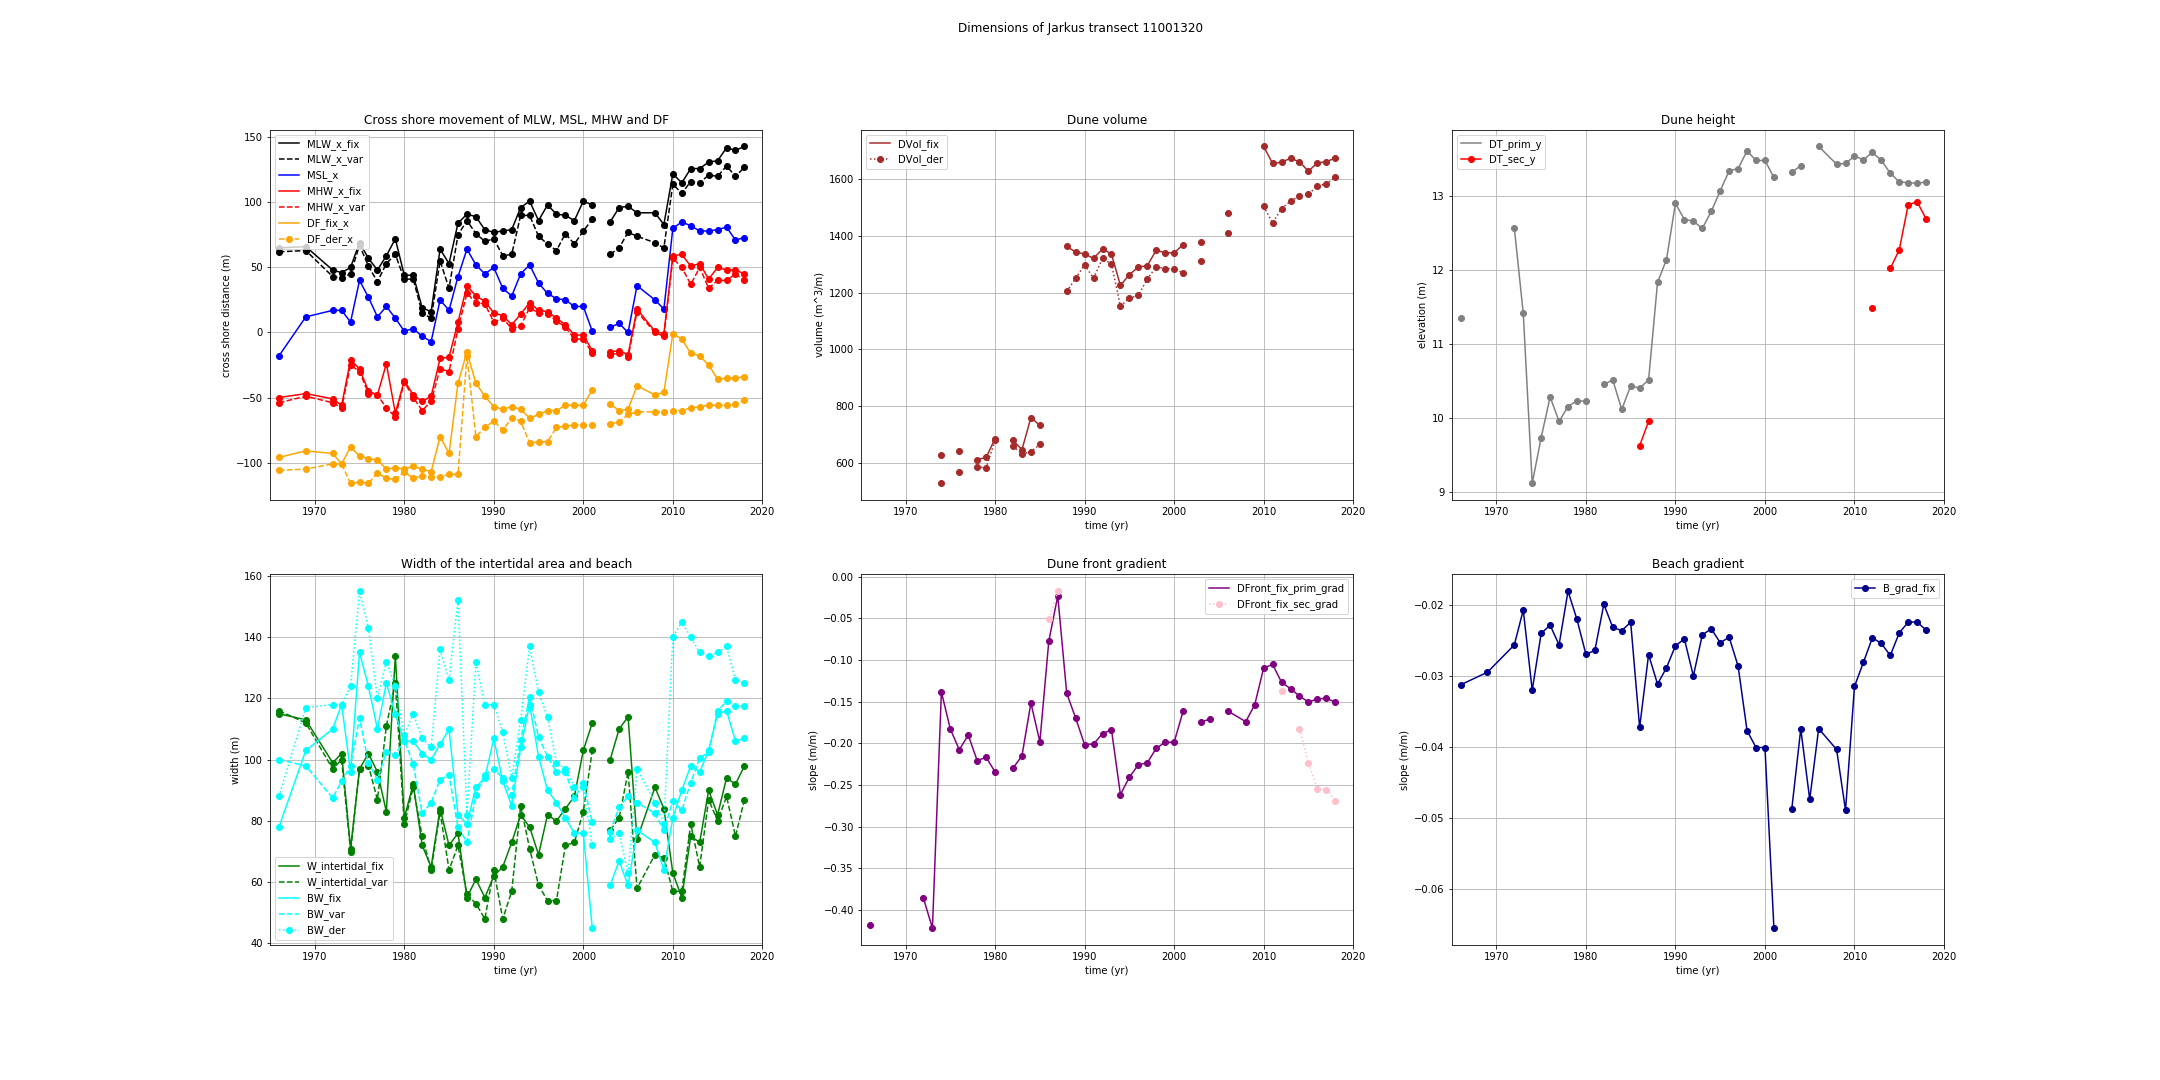 Dimensions of Jarkus transect 11001320
Cross shore movement of MLW, MSL, MHW and DF
cross shore distance (m)
150
100
50
0
−50
−100
MLW_x_fix
MLW_x_var
MSL_x
MHW_x_fix
MHW_x_var
DF_fix_x
DF_der_x
1970 1980 1990 2000 2010 2020
time (yr)
Dune volume
volume (m^3/m)
1600
1400
1200
1000
800
600
DVol_fix
DVol_der
1970 1980 1990 2000 2010 2020
time (yr)
Dune height
elevation (m)
13
12
11
10
9
DT_prim_y
DT_sec_y
1970 1980 1990 2000 2010 2020
time (yr)
Width of the intertidal area and beach
width (m)
160
140
120
100
80
60
40
W_intertidal_fix
W_intertidal_var
BW_fix
BW_var
BW_der
1970 1980 1990 2000 2010 2020
time (yr)
Dune front gradient
slope (m/m)
0.00
−0.05
−0.10
−0.15
−0.20
−0.25
−0.30
−0.35
−0.40
DFront_fix_prim_grad
DFront_fix_sec_grad
1970 1980 1990 2000 2010 2020
time (yr)
Beach gradient
slope (m/m)
−0.02
−0.03
−0.04
−0.05
−0.06
B_grad_fix
1970 1980 1990 2000 2010 2020
time (yr)